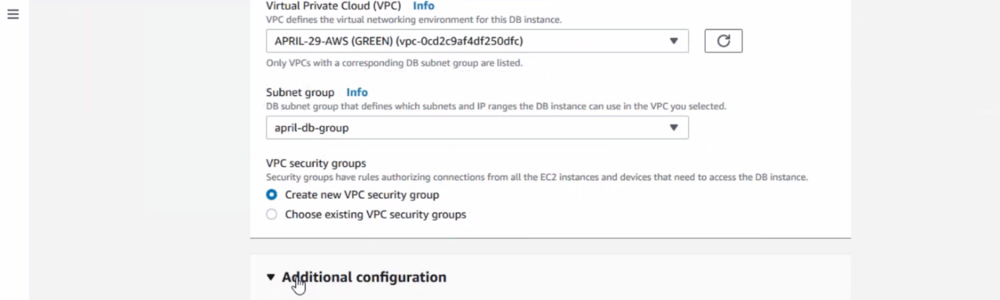 Virtual Private Cloud (VPC) Info
VPC defines the virtual networking environment for this DB instance.
APRIL-29-AWS (GREEN) (vpc-0cd2c9af4df250dfc)
Only VPCs with a corresponding DB subnet group are listed.
Subnet group Info
DB subnet group that defines which subnets and IP ranges the DB instance can use in the VPC you selected.
april-db-group
VPC security groups
Security groups have rules authorizing connections from all the EC2 instances and devices that need to access the DB instance.
Create new VPC security group
Choose existing VPC security groups
Additional configuration